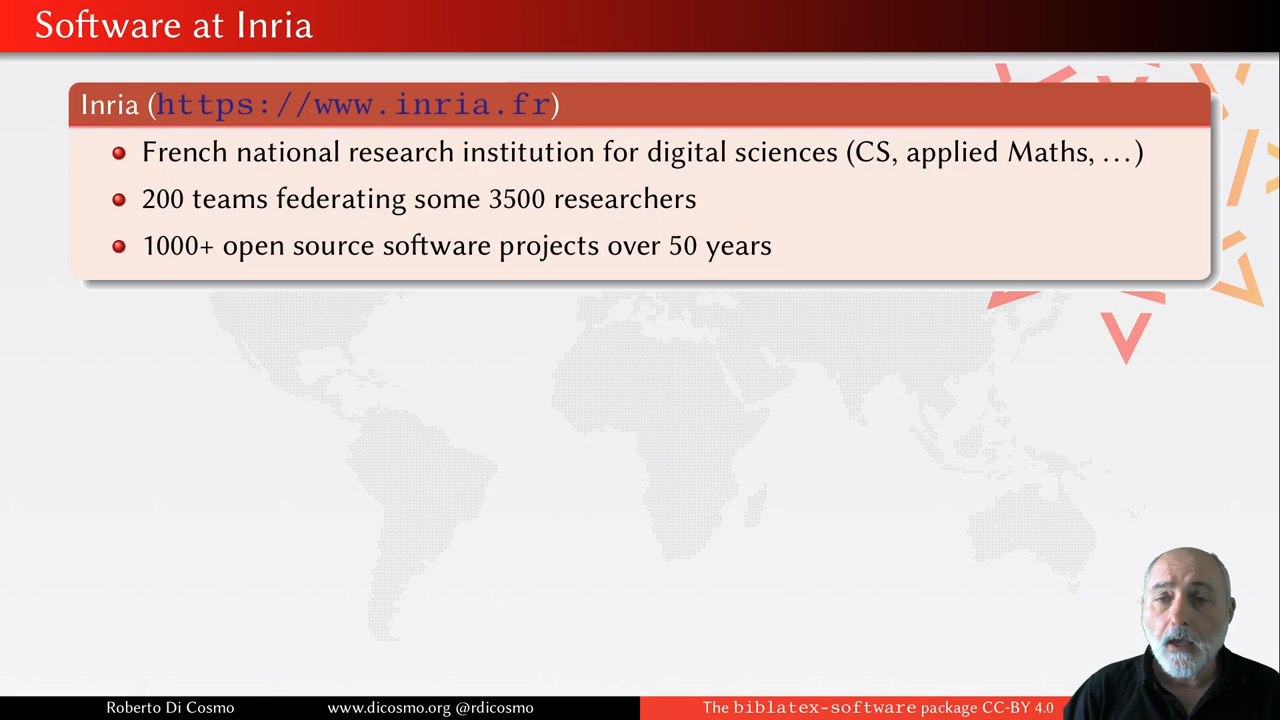 Software at Inria
Inria (https://www.inria.fr)
French national research institution for digital sciences (CS, applied Maths, …)
200 teams federating some 3500 researchers
1000+ open source software projects over 50 years
Roberto Di Cosmo
www.dicosmo.org @rdicosmo
The biblatex-software package CC-BY 4.0